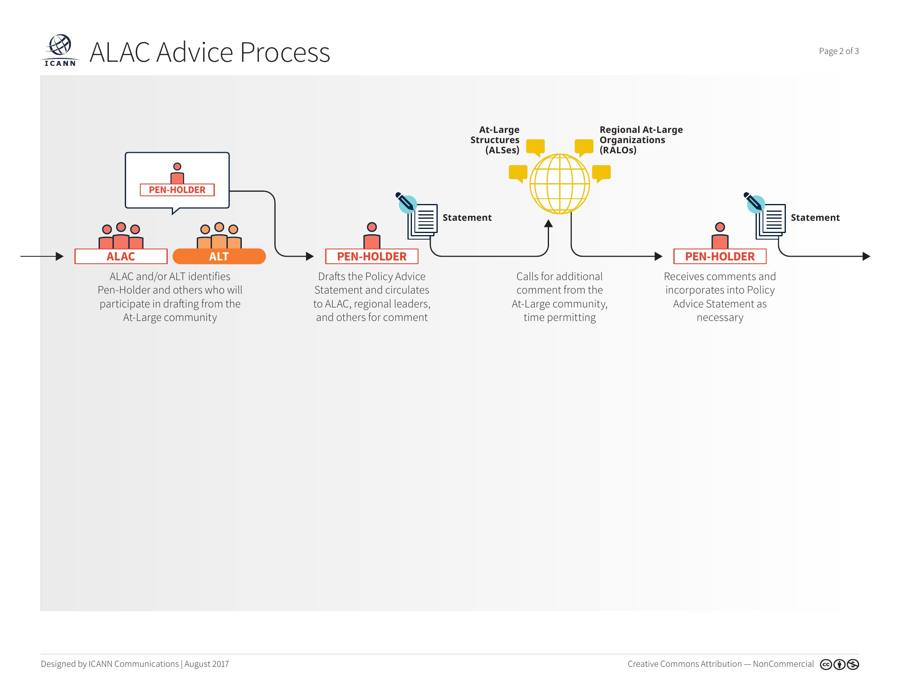 ICANN
ALAC Advice Process
Page 2 of 3
At-Large
Structures
(ALSes)
Regional At-Large
Organizations
(RALOs)
PEN-HOLDER
Statement
Statement
ALAC
ALT
PEN-HOLDER
PEN-HOLDER
ALAC and/or ALT identifies
Pen-Holder and others who will
participate in drafting from the
At-Large community
Drafts the Policy Advice
Statement and circulates
to ALAC, regional leaders,
and others for comment
Calls for additional
comment from the
At-Large community,
time permitting
Receives comments and
incorporates into Policy
Advice Statement as
necessary
Designed by ICANN Communications | August 2017
Creative Commons Attribution — NonCommercial